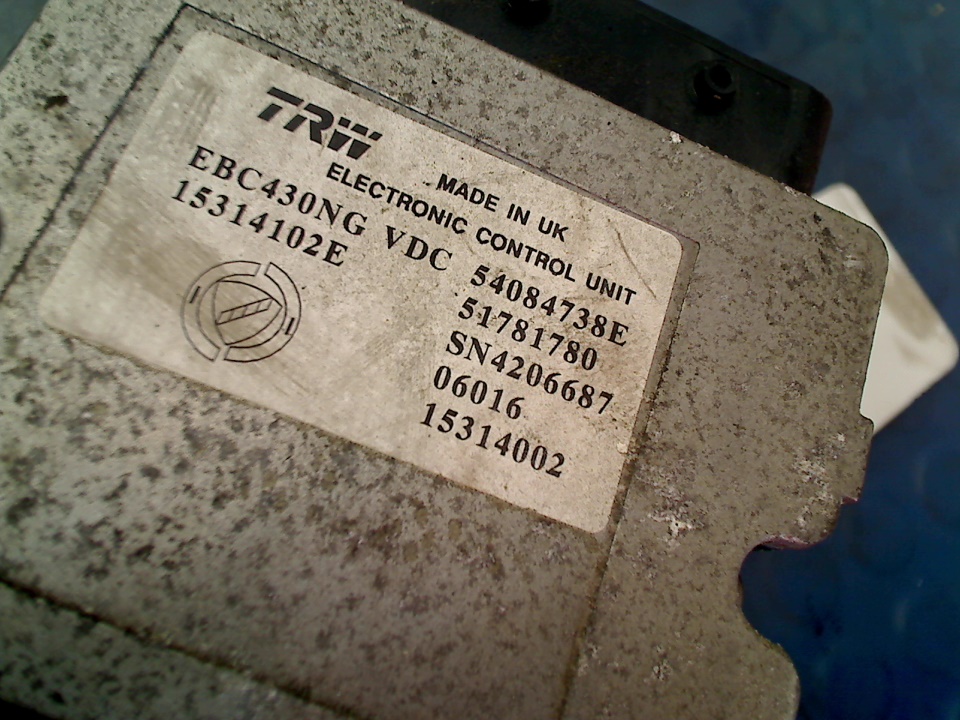 TRW
MADE IN UK
ELECTRONIC CONTROL UNIT
EBC430NG VDC 54084738E
15314102E 51781780
SN4206687
06016
15314002